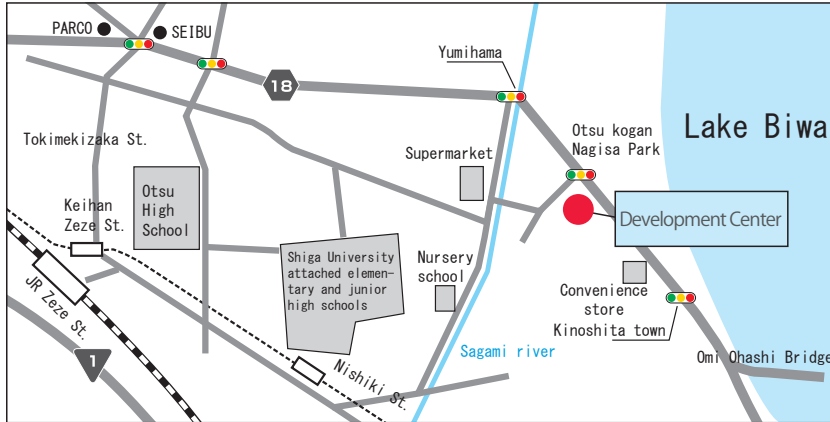 PARCO
SEIBU
18
Yumihama
Otsu kogan
Nagisa Park
Lake Biwa
Tokimekizaka St.
Supermarket
Otsu
High
School
Keihan
Zeze St.
Development Center
Shiga University
attached elemen-
tary and junior
high schools
Nursery
school
JR Zeze St.
Convenience
store
Kinoshita town
1
Nishiki St.
Sagami river
Omi Ohashi Bridge